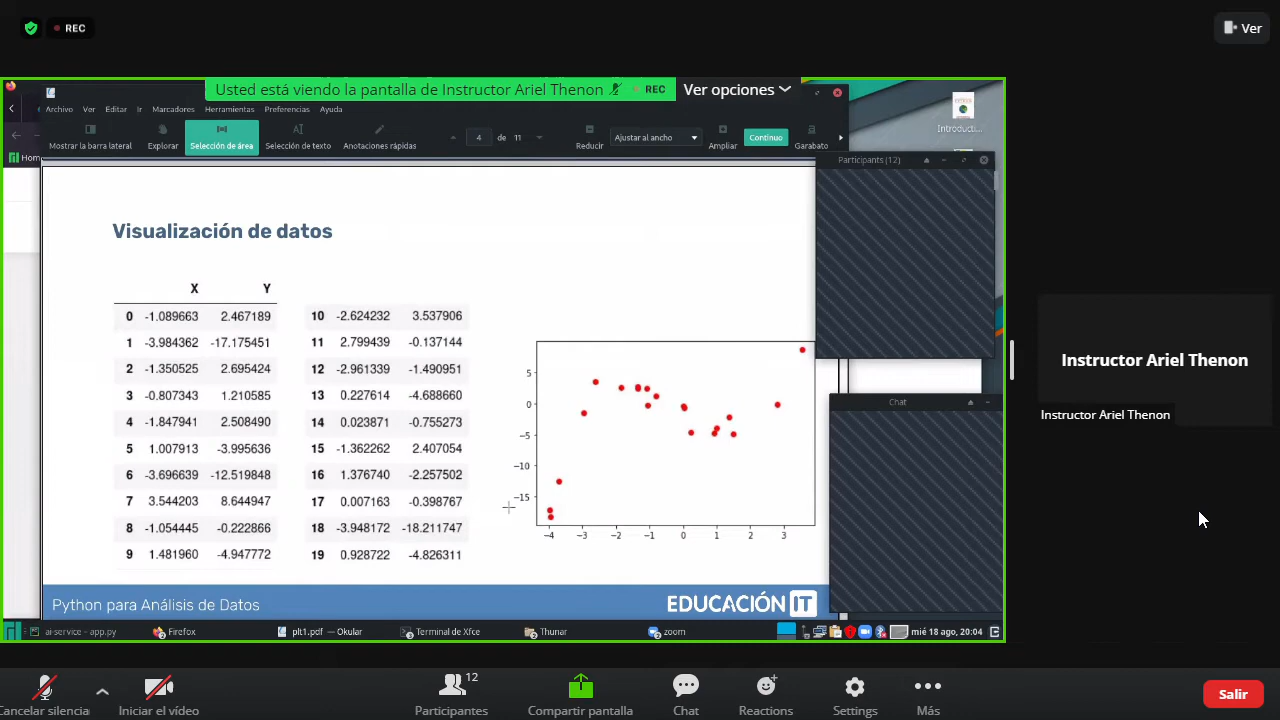 REC
Ver
Usted está viendo la pantalla de Instructor Ariel Thenon
REC
Ver opciones
Archivo Ver Editar Ir Marcadores Herramientas Preferencias Ayuda
Mostrar la barra lateral
Explorar
Selección de área
Selección de texto
Anotaciones rápidas
4 de 11
Reducir
Ajustar al ancho
Ampliar
Continuo
Garabato
Introducti...
Hom
Participants (12)
Visualización de datos
X Y
0 -1.089663 2.467189
1 -3.984362 -17.175451
2 -1.350525 2.695424
3 -0.807343 1.210585
4 -1.847941 2.508490
5 1.007913 -3.995636
6 -3.696639 -12.519848
7 3.544203 8.644947
8 -1.054445 -0.222866
9 1.481960 -4.947772
10 -2.624232 3.537906
11 2.799439 -0.137144
12 -2.961339 -1.490951
13 0.227614 -4.688660
14 0.023871 -0.755273
15 -1.362262 2.407054
16 1.376740 -2.257502
17 0.007163 -0.398767
18 -3.948172 -18.211747
19 0.928722 -4.826311
5
0
−5
−10
−15
−4 −3 −2 −1 0 1 2 3
Chat
Instructor Ariel Thenon
Instructor Ariel Thenon
Python para Análisis de Datos
EDUCACIÓN IT
ai-service – app.py
Firefox
plt1.pdf — Okular
Terminal de Xfce
Thunar
zoom
mié 18 ago, 20:04
Cancelar silencia
Iniciar el vídeo
12
Participantes
Compartir pantalla
Chat
Reactions
Settings
Más
Salir